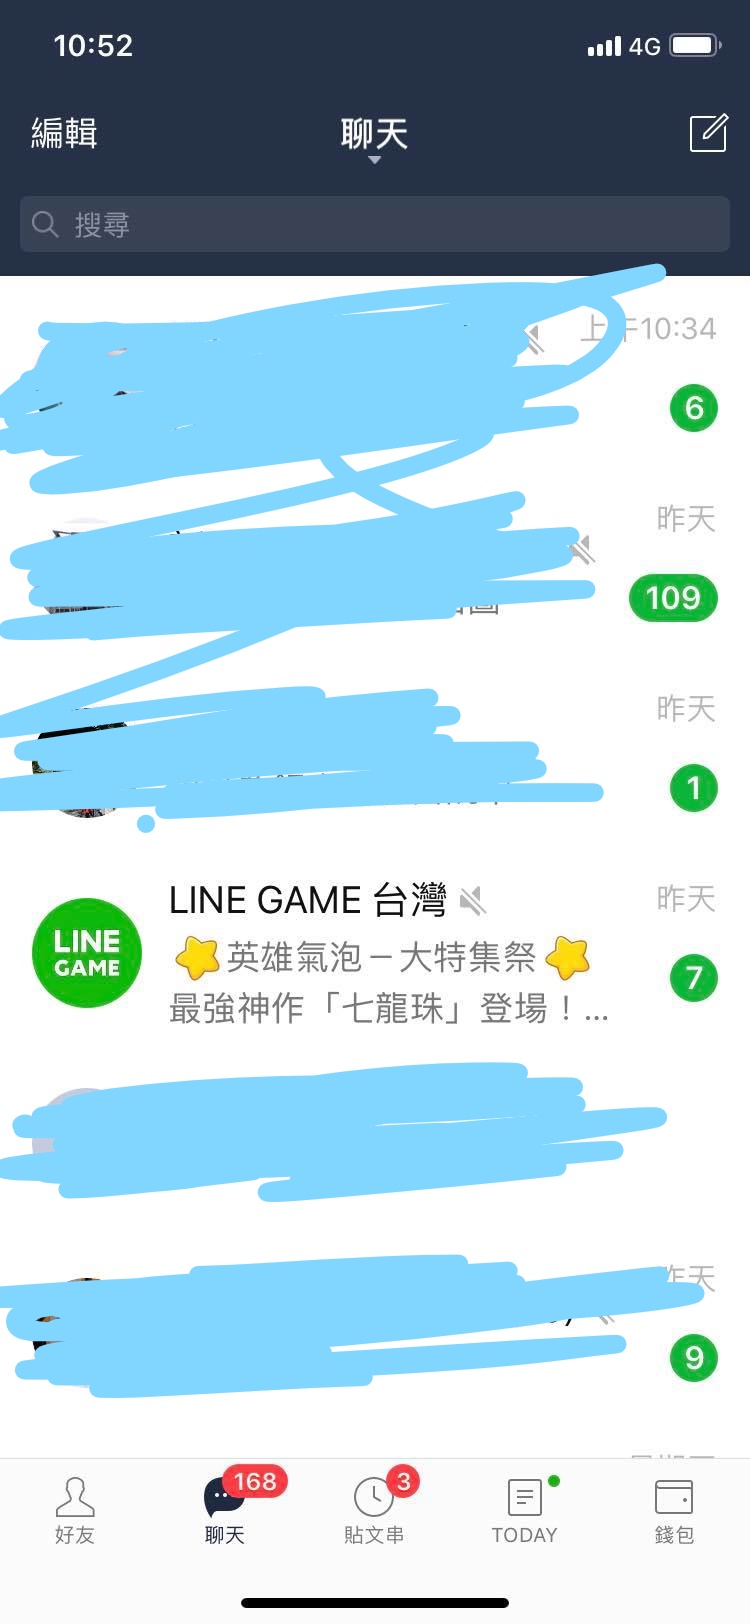 10:52
4G
編輯
聊天
搜尋
上午10:34
6
昨天
109
昨天
1
LINE GAME 台灣
昨天
LINE
GAME
英雄氣泡－大特集祭
7
最強神作「七龍珠」登場！...
昨天
9
168
3
好友
聊天
貼文串
TODAY
錢包